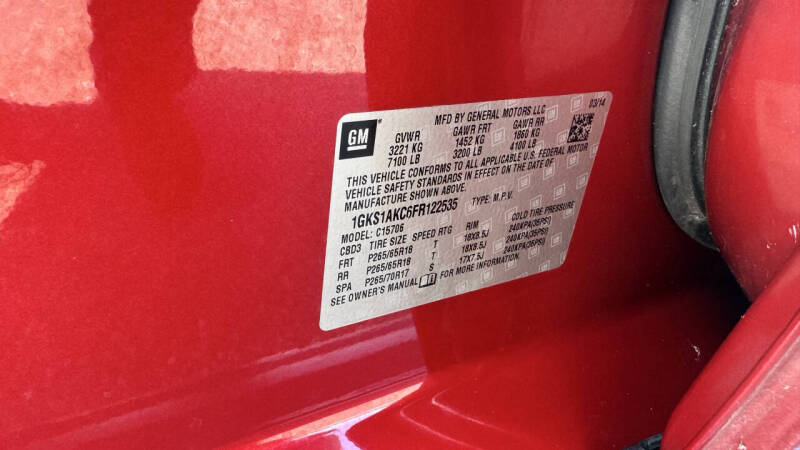 GM
MFD BY GENERAL MOTORS LLC 03/14
GVWR GAWR FRT GAWR RR
3221 KG 1452 KG 1860 KG
7100 LB 3200 LB 4100 LB
THIS VEHICLE CONFORMS TO ALL APPLICABLE U.S. FEDERAL MOTOR
VEHICLE SAFETY STANDARDS IN EFFECT ON THE DATE OF
MANUFACTURE SHOWN ABOVE.
1GKS1AKC6FR122535 TYPE: M.P.V.
MODEL: C15706
CBD3 TIRE SIZE SPEED RTG RIM COLD TIRE PRESSURE
FRT P265/65R18 T 18X8.5J 240KPA(35PSI)
RR P265/65R18 T 18X8.5J 240KPA(35PSI)
SPA P265/70R17 S 17X7.5J 240KPA(35PSI)
SEE OWNER'S MANUAL FOR MORE INFORMATION.